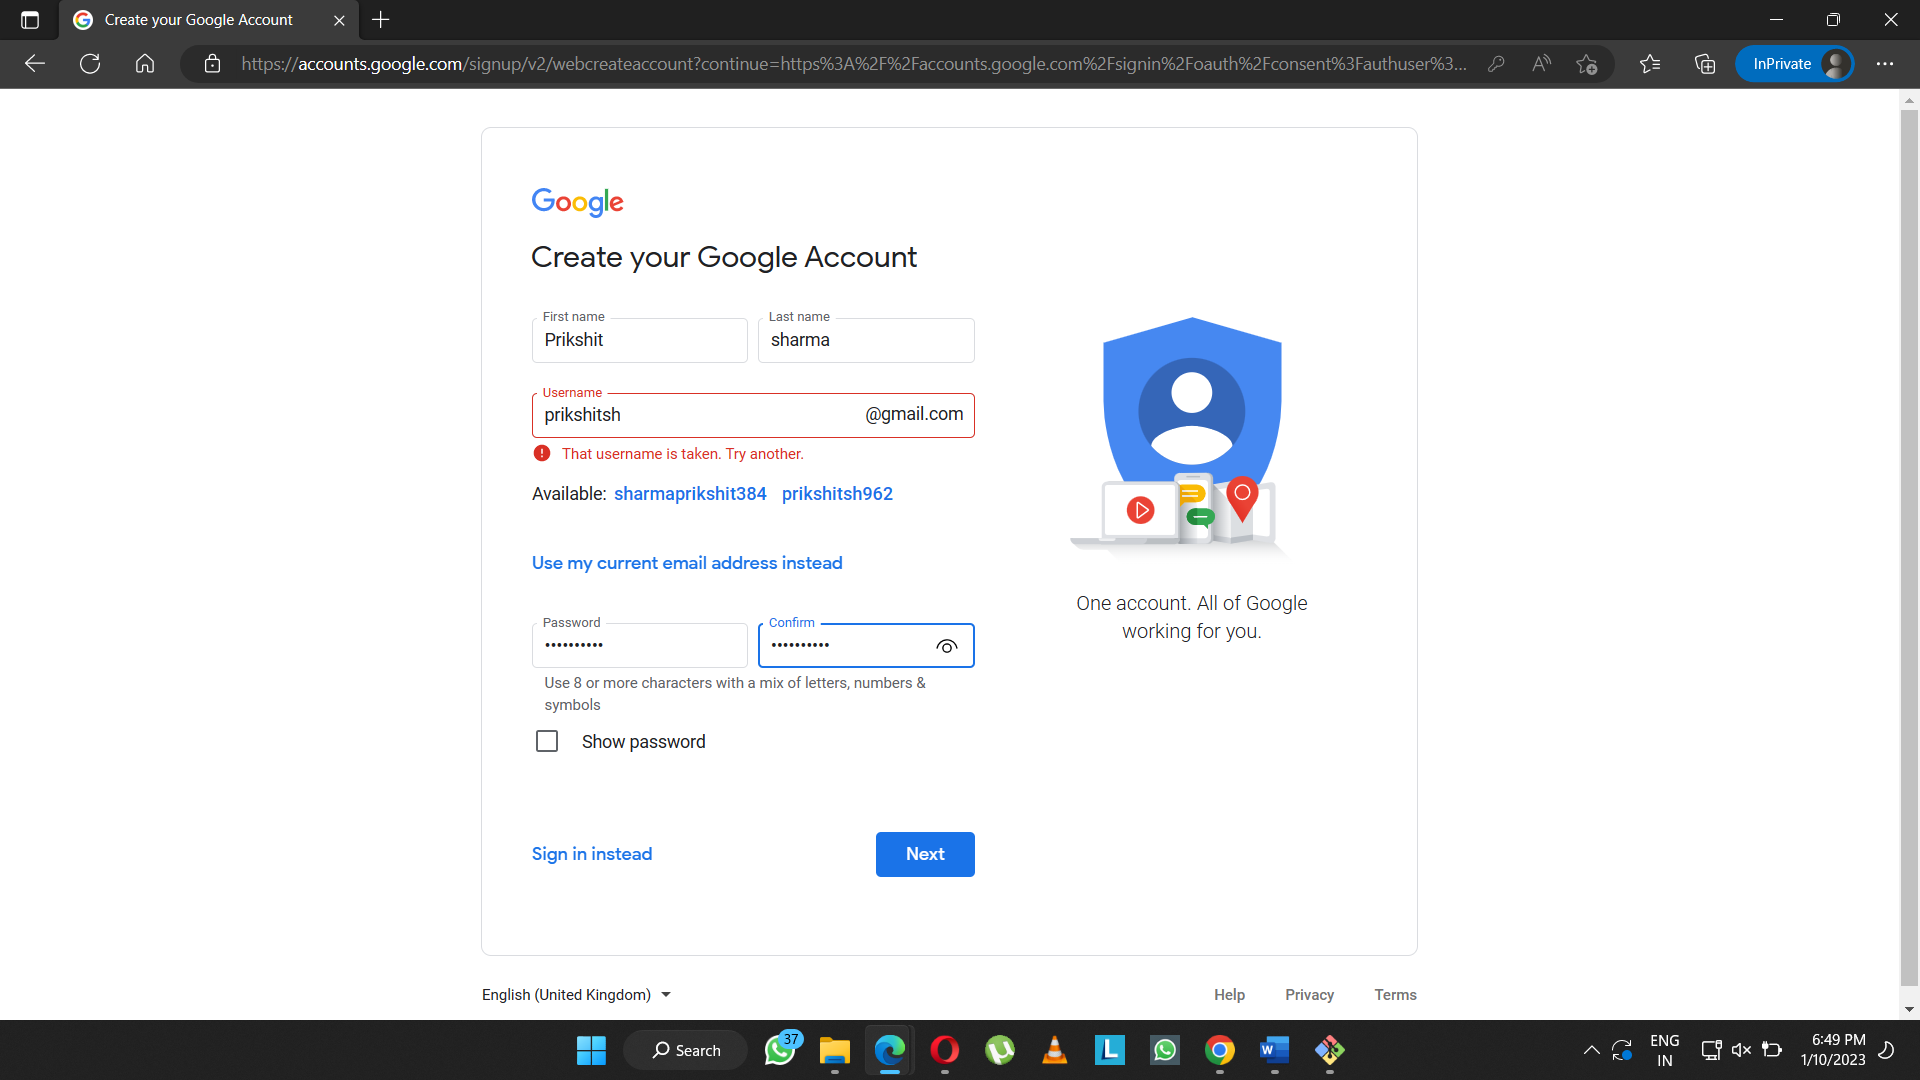 Create your Google Account
https://accounts.google.com/signup/v2/webcreateaccount?continue=https%3A%2F%2Faccounts.google.com%2Fsignin%2Foauth%2Fconsent%3Fauthuser%3...
InPrivate
Google
Create your Google Account
First name
Last name
Prikshit
sharma
Username
prikshitsh
@gmail.com
That username is taken. Try another.
Available: sharmaprikshit384 prikshitsh962
Use my current email address instead
One account. All of Google
working for you.
Password
Confirm
••••••••••
••••••••••
Use 8 or more characters with a mix of letters, numbers &
symbols
Show password
Sign in instead
Next
English (United Kingdom)
Help
Privacy
Terms
Search
37
L
W
ENG
IN
6:49 PM
1/10/2023